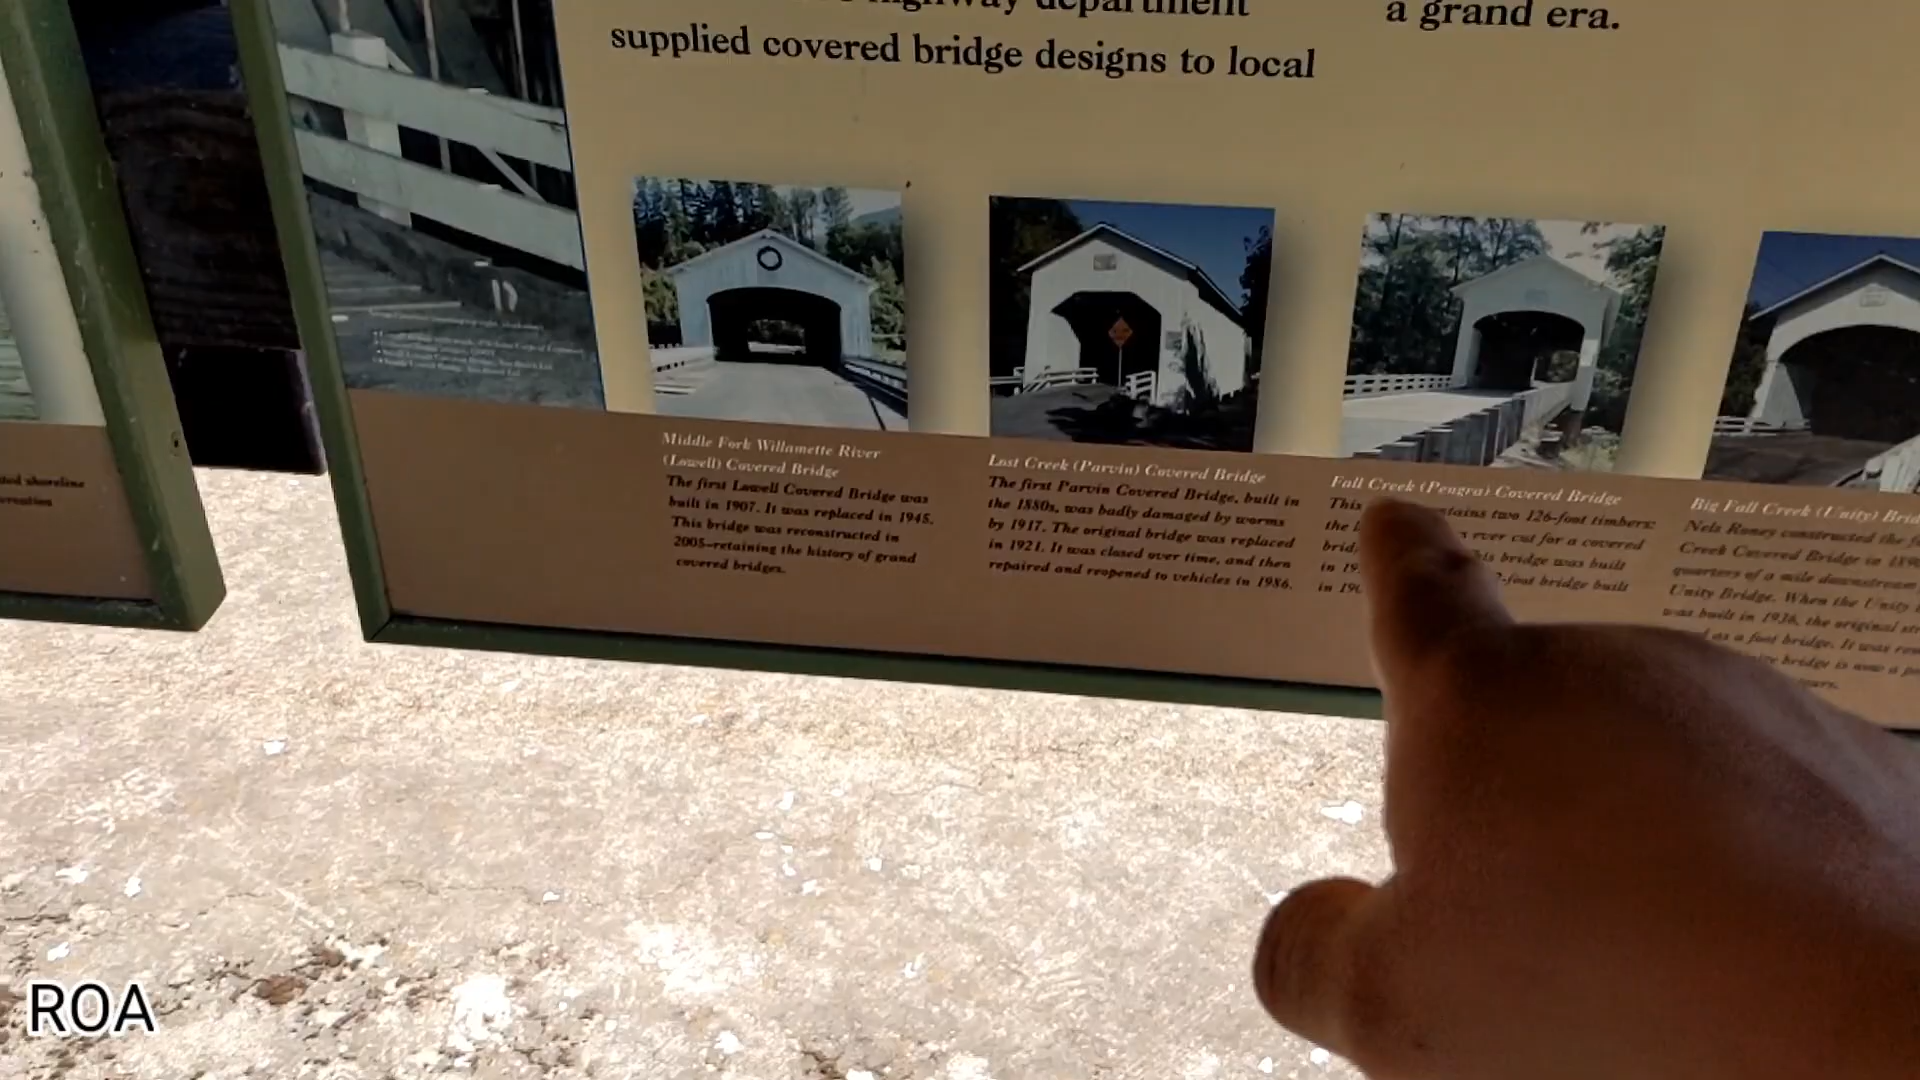 highway department
supplied covered bridge designs to local
a grand era.
Middle Fork Willamette River
(Lowell) Covered Bridge
The first Lowell Covered Bridge was
built in 1907. It was replaced in 1945.
This bridge was reconstructed in
2005–retaining the history of grand
covered bridges.
Lost Creek (Parvin) Covered Bridge
The first Parvin Covered Bridge, built in
the 1880s, was badly damaged by worms
by 1917. The original bridge was replaced
in 1921. It was closed over time, and then
repaired and reopened to vehicles in 1986.
Fall Creek (Pengra) Covered Bridge
This two 126-foot timbers:
the ever cut for a covered
This bridge was built
in
in -foot bridge built
Big Fall Creek (Unity)
Nels Roney constructed the
Creek Covered Bridge in
quarters of a mile downstream
Unity Bridge. When the Unity
was built in 1936, the original
as a foot bridge. It was
bridge is now a
shoreline
ROA